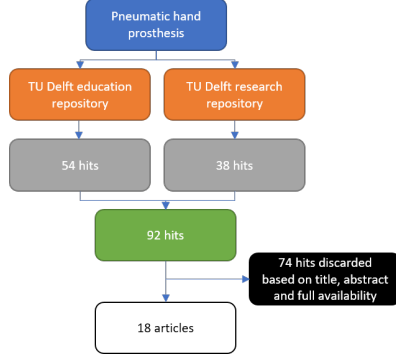 Pneumatic hand
prosthesis
TU Delft education
repository
TU Delft research
repository
54 hits
38 hits
92 hits
74 hits discarded
based on title, abstract
and full availability
18 articles